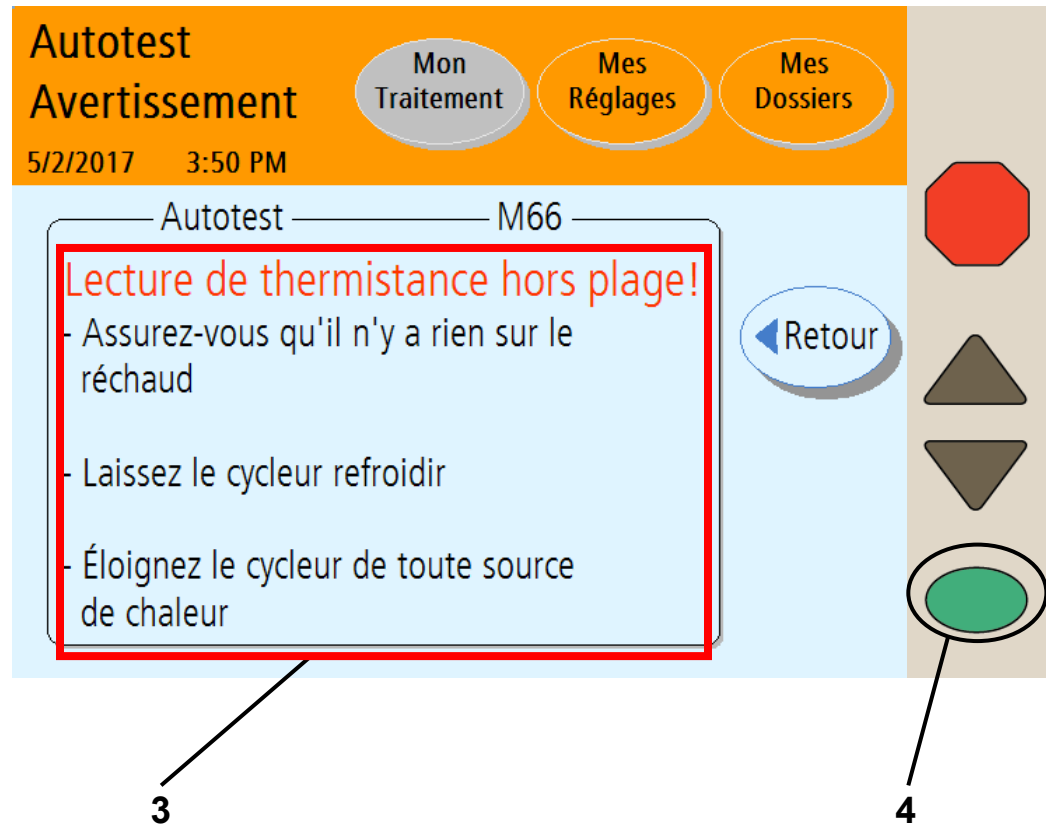 Autotest
Avertissement
5/2/2017 3:50 PM
Mon
Traitement
Mes
Réglages
Mes
Dossiers
Autotest M66
Lecture de thermistance hors plage!
- Assurez-vous qu'il n'y a rien sur le
réchaud
- Laissez le cycleur refroidir
- Éloignez le cycleur de toute source
de chaleur
Retour
3
4